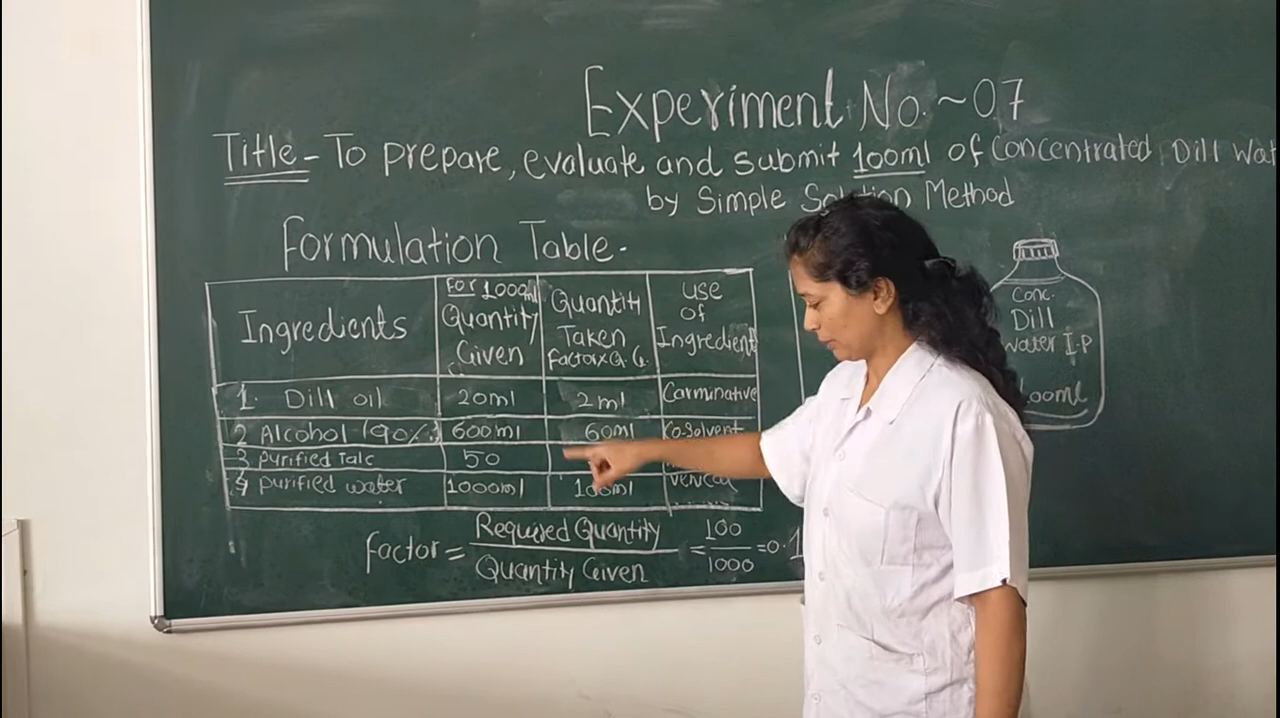 Experiment No. ~ 07
Title - To prepare, evaluate and submit 100ml of Concentrated Dill Wat
by Simple Method
Formulation Table.
Ingredients
For 1000ml
Quantity
Given
Quantity
Taken
Factor x Q. G.
use
of
Ingredient
1. Dill oil 20ml 2ml Carminative
2 Alcohol (90%) 600ml 60ml Co-Solvent
3 Purified Talc 50
4 Purified water 1000ml 100ml
Factor = Required Quantity / Quantity Given = 100 / 1000 = 0.1
Conc.
Dill
water I.P
100ml